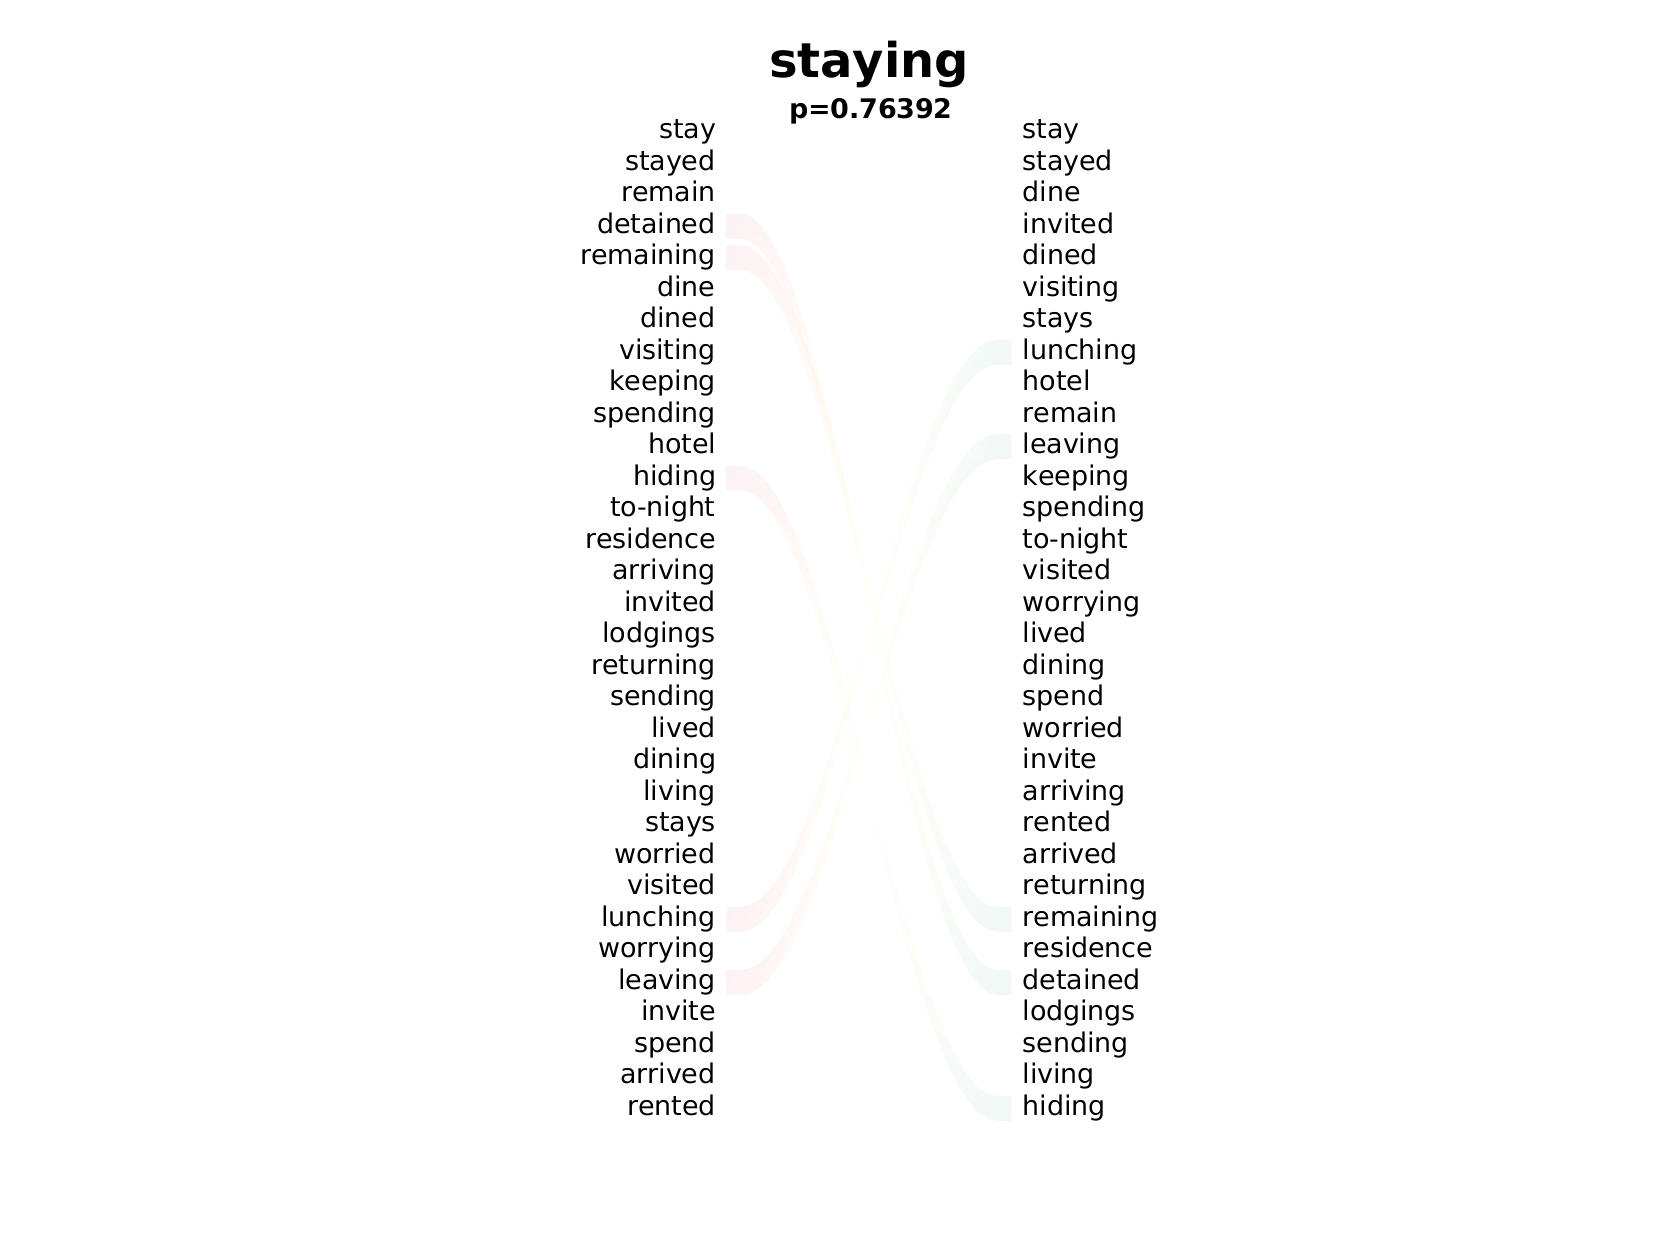 staying
p=0.76392
stay
stayed
remain
detained
remaining
dine
dined
visiting
keeping
spending
hotel
hiding
to-night
residence
arriving
invited
lodgings
returning
sending
lived
dining
living
stays
worried
visited
lunching
worrying
leaving
invite
spend
arrived
rented
stay
stayed
dine
invited
dined
visiting
stays
lunching
hotel
remain
leaving
keeping
spending
to-night
visited
worrying
lived
dining
spend
worried
invite
arriving
rented
arrived
returning
remaining
residence
detained
lodgings
sending
living
hiding